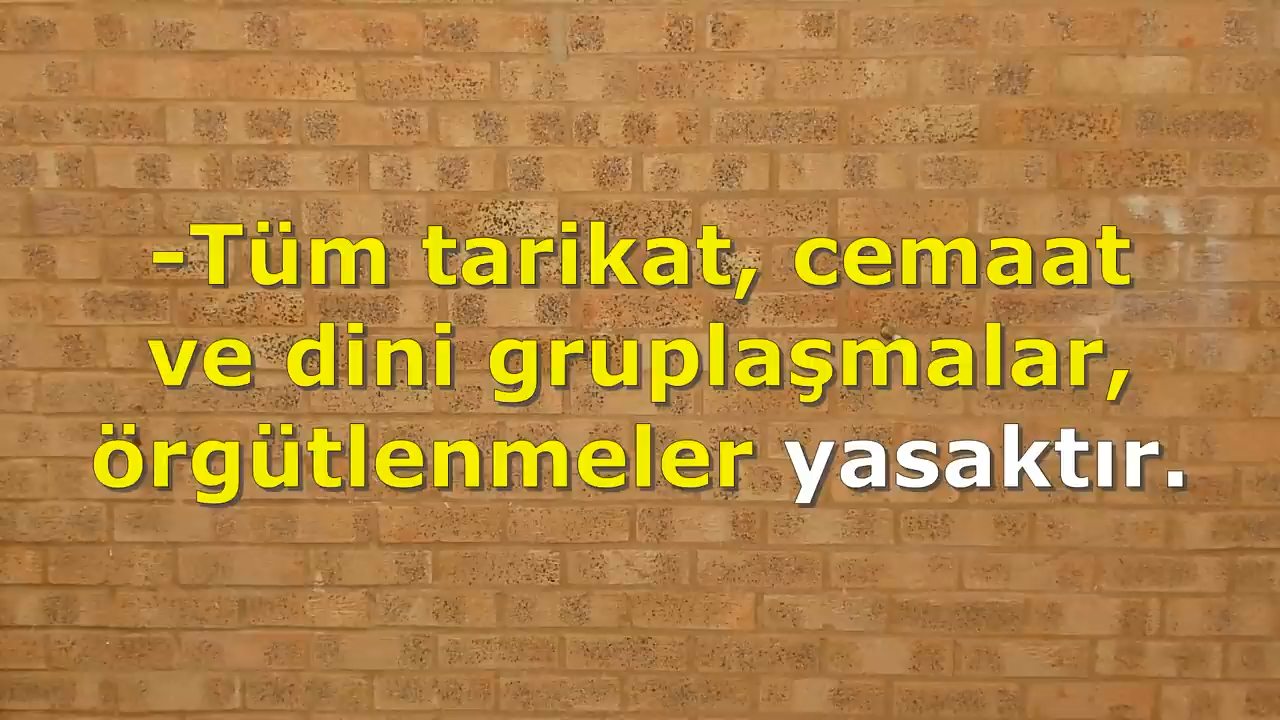 -Tüm tarikat, cemaat
ve dini gruplaşmalar,
örgütlenmeler yasaktır.